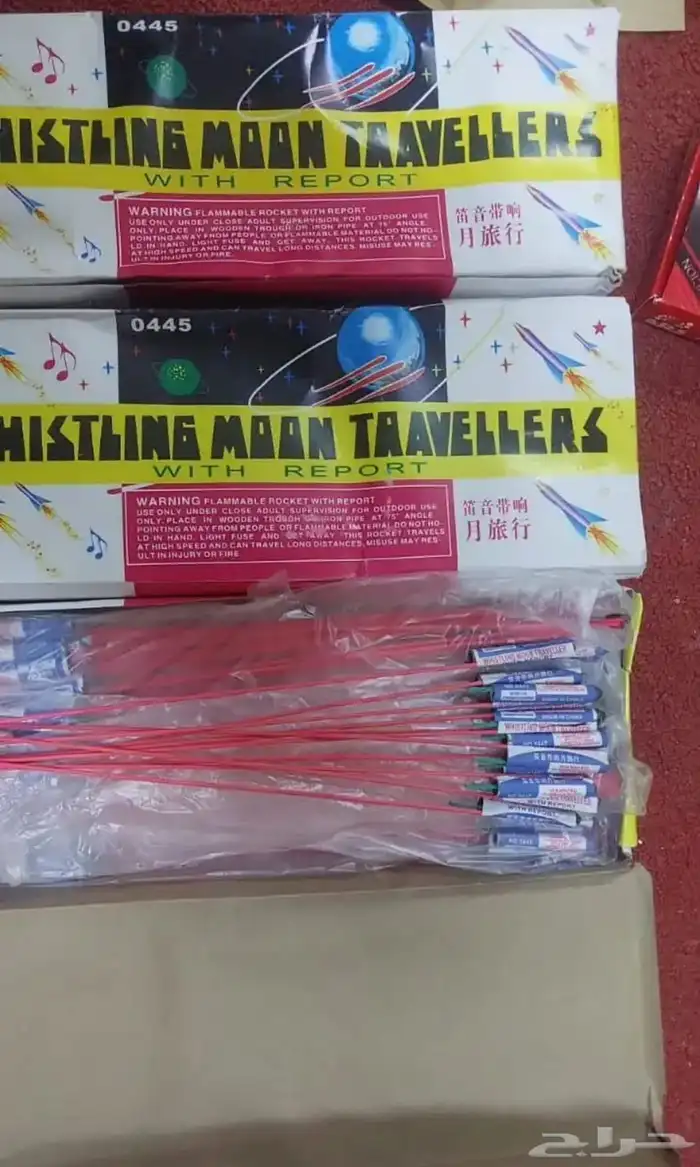 0445
HISTLING MOON TRAVELLERS
WITH REPORT
WARNING FLAMMABLE ROCKET WITH REPORT
USE ONLY UNDER CLOSE ADULT SUPERVISION FOR OUTDOOR USE
ONLY. PLACE IN WOODEN TROUGH OR IRON PIPE AT 75° ANGLE.
POINTING AWAY FROM PEOPLE OR FLAMMABLE MATERIAL DO NOT HO-
LD IN HAND. LIGHT FUSE AND GET AWAY. THIS ROCKET TRAVELS
AT HIGH SPEED AND CAN TRAVEL LONG DISTANCES. MISUSE MAY RES-
ULT IN INJURY OR FIRE.
笛音带响
月旅行
0445
HISTLING MOON TRAVELLERS
WITH REPORT
WARNING FLAMMABLE ROCKET WITH REPORT
USE ONLY UNDER CLOSE ADULT SUPERVISION FOR OUTDOOR USE
ONLY. PLACE IN WOODEN TROUGH OR IRON PIPE AT 75° ANGLE.
POINTING AWAY FROM PEOPLE OR FLAMMABLE MATERIAL DO NOT HO-
LD IN HAND. LIGHT FUSE AND GET AWAY. THIS ROCKET TRAVELS
AT HIGH SPEED AND CAN TRAVEL LONG DISTANCES. MISUSE MAY RES-
ULT IN INJURY OR FIRE
笛音带响
月旅行
WITH REPORT
حراج